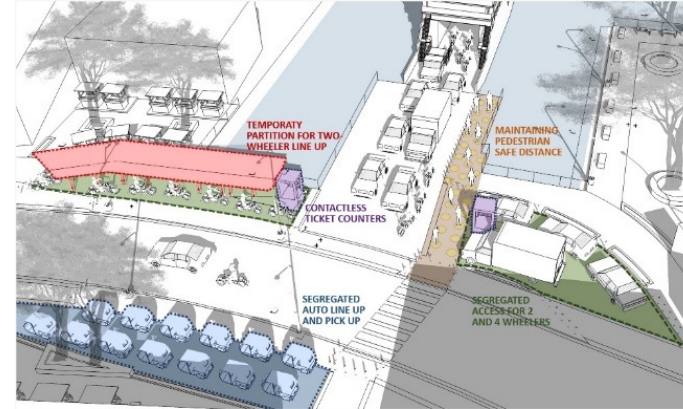 TEMPORATY
PARTITION FOR TWO-
WHEELER LINE UP
MAINTAINING
PEDESTRIAN
SAFE DISTANCE
CONTACTLESS
TICKET COUNTERS
SEGREGATED
AUTO LINE UP
AND PICK UP
SEGREGATED
ACCESS FOR 2
AND 4 WHEELERS